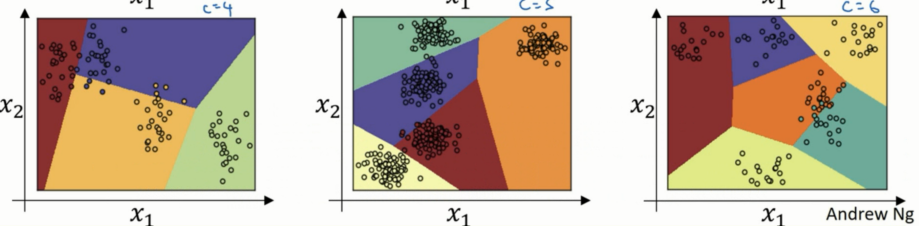 x₁ x₁ x₁
C=4 C=5 C=6
x₂ x₂ x₂
x₁ x₁ x₁ Andrew Ng